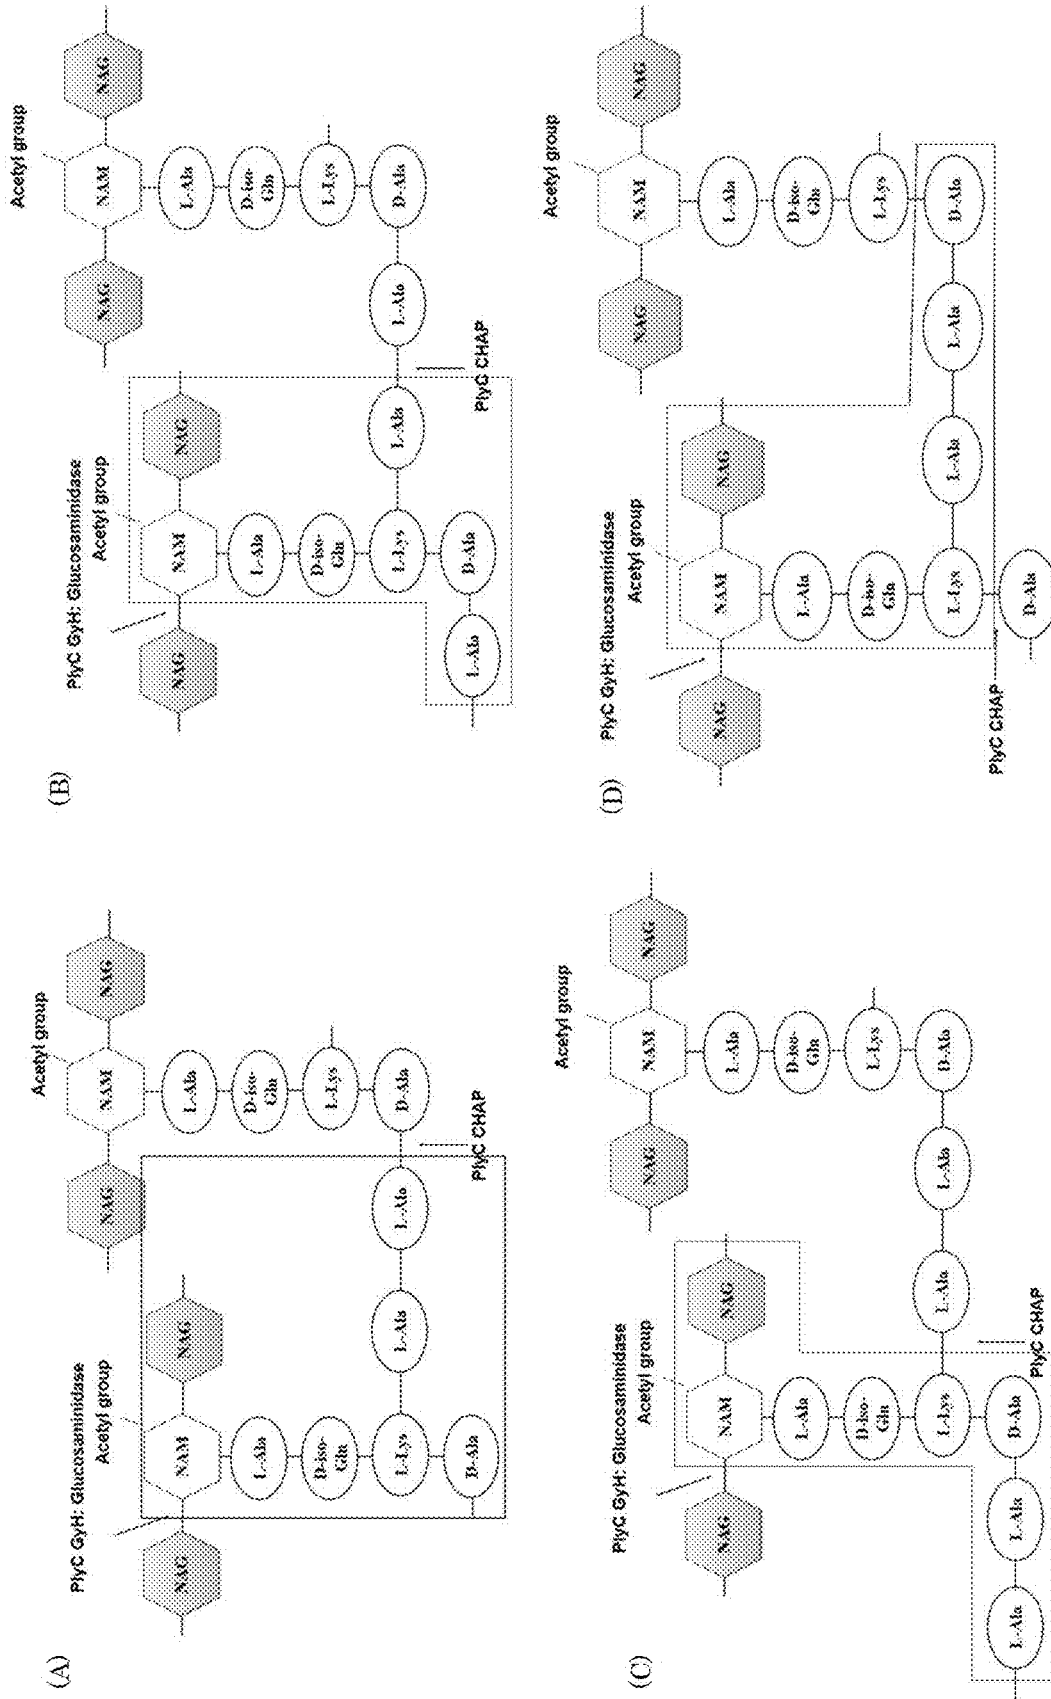 (A)
Acetyl group
NAG
NAM
NAG
PlyC GyH: Glucosaminidase
Acetyl group
NAG
NAM
NAG
L-Ala
D-iso-
Gln
L-Lys
D-Ala
L-Ala
L-Ala
L-Ala
D-iso-
Gln
L-Lys
D-Ala
PlyC CHAP
(B)
Acetyl group
NAG
NAM
NAG
PlyC GyH: Glucosaminidase
Acetyl group
NAG
NAM
NAG
L-Ala
D-iso-
Gln
L-Lys
D-Ala
L-Ala
L-Ala
L-Ala
L-Ala
D-iso-
Gln
L-Lys
D-Ala
PlyC CHAP
(C)
Acetyl group
NAG
NAM
NAG
PlyC GyH: Glucosaminidase
Acetyl group
NAG
NAM
NAG
L-Ala
D-iso-
Gln
L-Lys
D-Ala
L-Ala
L-Ala
L-Ala
L-Ala
L-Ala
D-iso-
Gln
L-Lys
D-Ala
PlyC CHAP
(D)
Acetyl group
NAG
NAM
NAG
PlyC GyH: Glucosaminidase
Acetyl group
NAG
NAM
NAG
L-Ala
D-iso-
Gln
L-Lys
D-Ala
L-Ala
L-Ala
L-Ala
D-iso-
Gln
L-Lys
D-Ala
PlyC CHAP